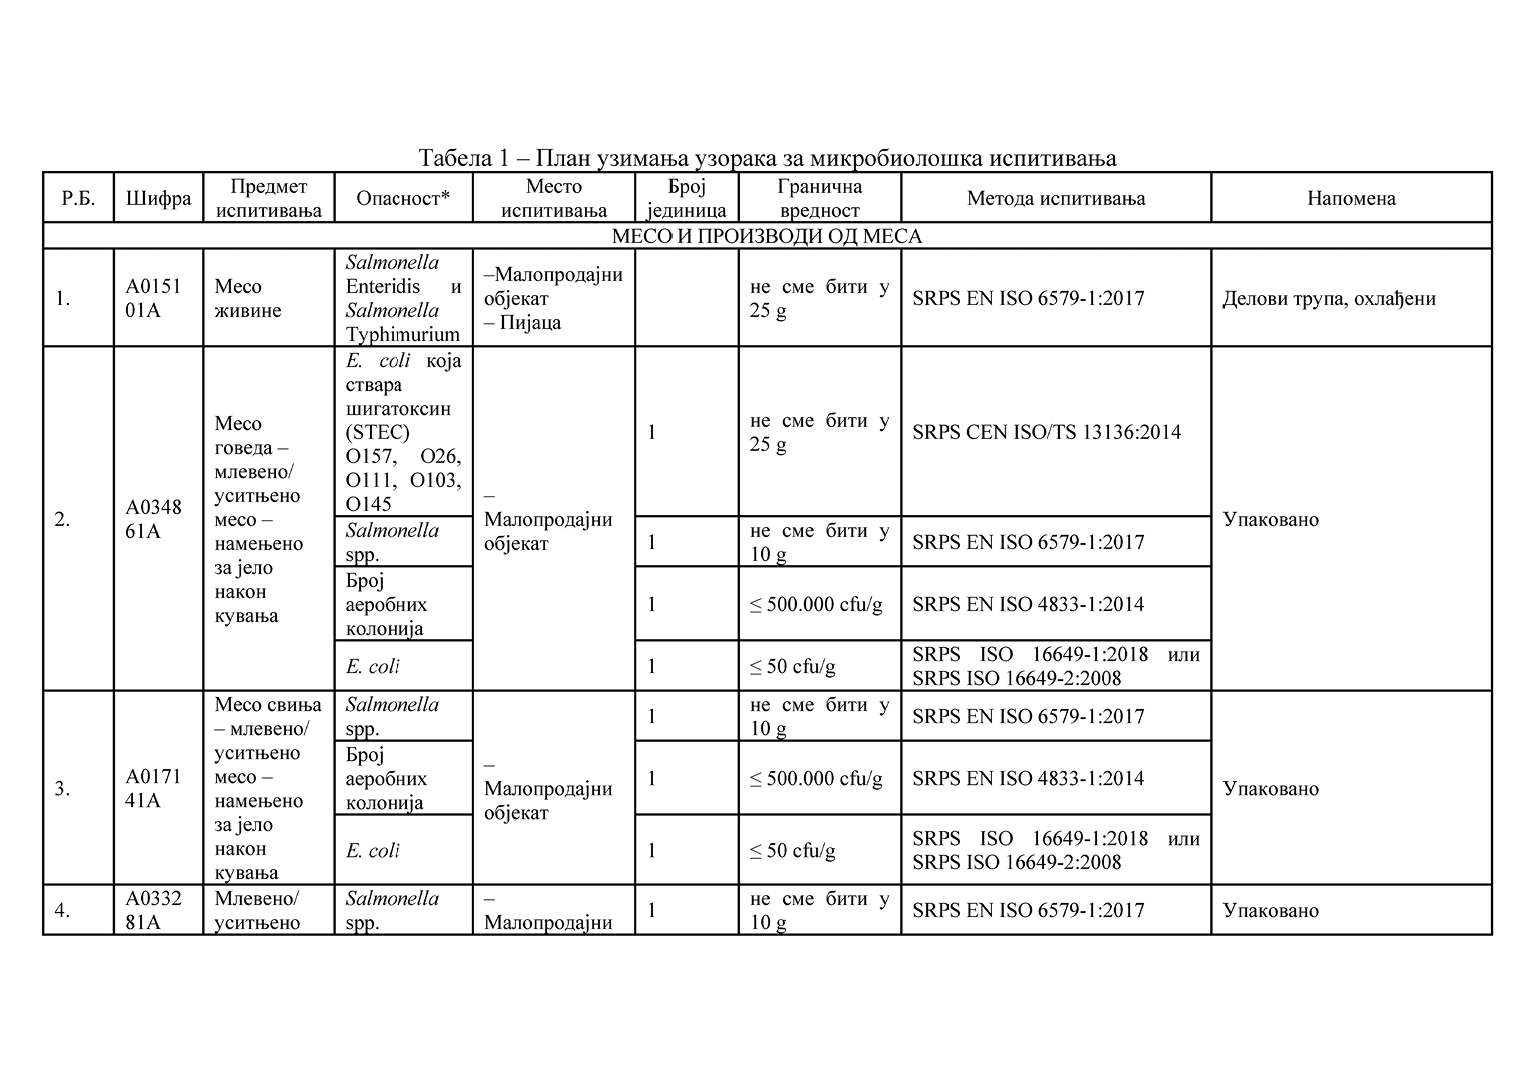 Табела 1 – План узимања узорака за микробиолошка испитивања
Р.Б.
Шифра
Предмет
испитивања
Опасност*
Место
испитивања
Број
јединица
Гранична
вредност
Метода испитивања
Напомена
МЕСО И ПРОИЗВОДИ ОД МЕСА
1.
A0151
01A
Месо
живине
Salmonella
Enteridis и
Salmonella
Typhimurium
–Малопродајни
објекат
– Пијаца
не сме бити у
25 g
SRPS EN ISO 6579-1:2017
Делови трупа, охлађени
2.
A0348
61A
Месо
говеда –
млевено/
уситњено
месо –
намењено
за јело
након
кувања
E. coli која
ствара
шигатоксин
(STEC)
O157, O26,
O111, O103,
O145
–
Малопродајни
објекат
1
не сме бити у
25 g
SRPS CEN ISO/TS 13136:2014
Упаковано
Salmonella
spp.
1
не сме бити у
10 g
SRPS EN ISO 6579-1:2017
Број
аеробних
колонија
1
≤ 500.000 cfu/g
SRPS EN ISO 4833-1:2014
E. coli
1
≤ 50 cfu/g
SRPS ISO 16649-1:2018 или
SRPS ISO 16649-2:2008
3.
A0171
41A
Месо свиња
– млевено/
уситњено
месо –
намењено
за јело
након
кувања
Salmonella
spp.
–
Малопродајни
објекат
1
не сме бити у
10 g
SRPS EN ISO 6579-1:2017
Упаковано
Број
аеробних
колонија
1
≤ 500.000 cfu/g
SRPS EN ISO 4833-1:2014
E. coli
1
≤ 50 cfu/g
SRPS ISO 16649-1:2018 или
SRPS ISO 16649-2:2008
4.
A0332
81A
Млевено/
уситњено
Salmonella
spp.
–
Малопродајни
1
не сме бити у
10 g
SRPS EN ISO 6579-1:2017
Упаковано